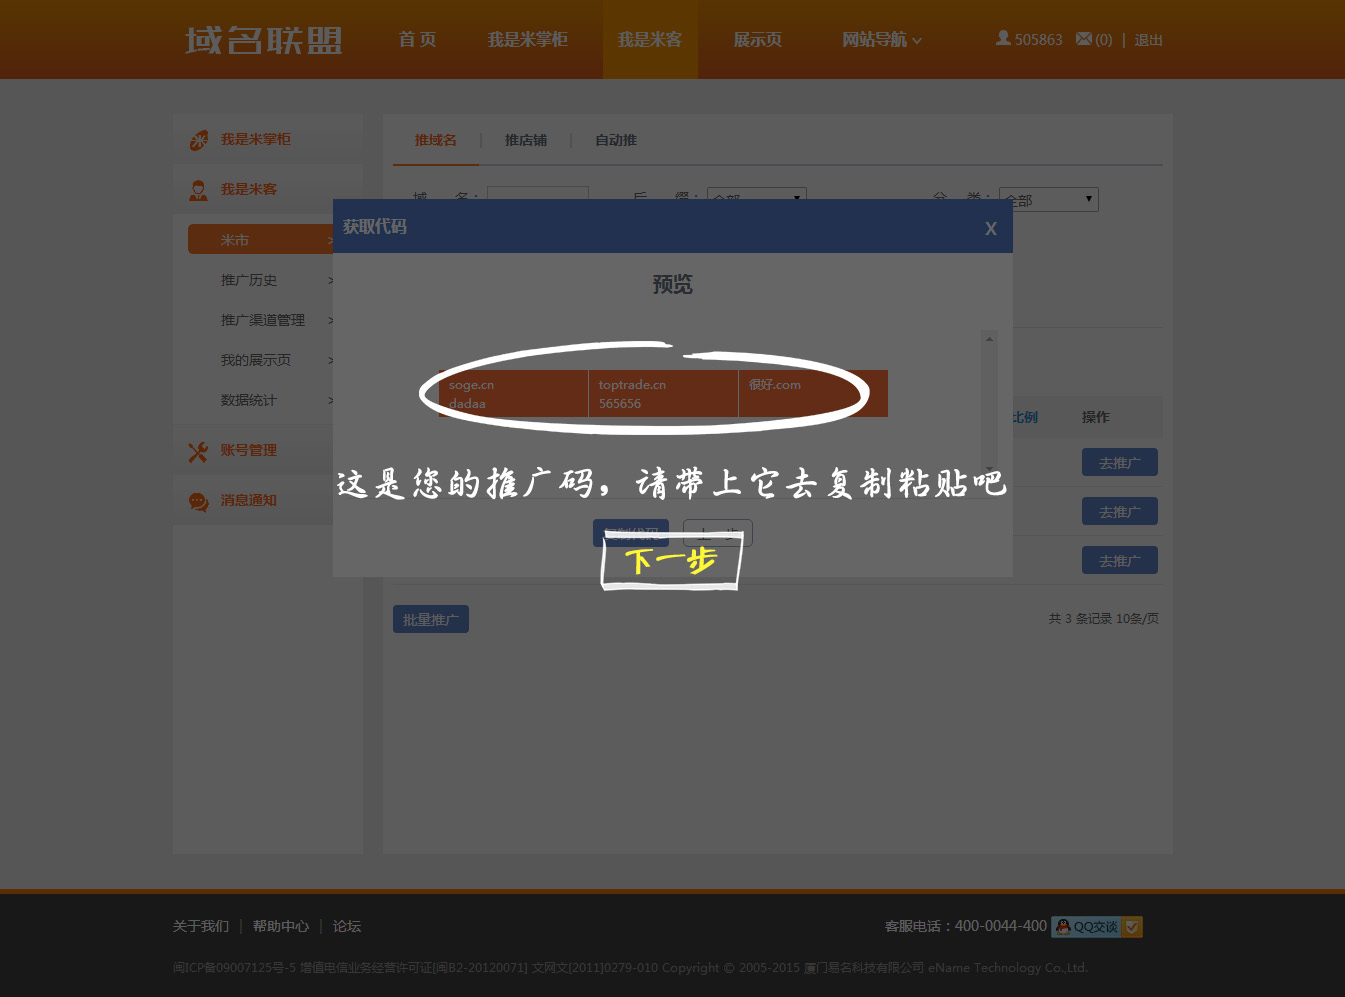 域名联盟
首 页
我是米掌柜
我是米客
展示页
网站导航
505863
(0) | 退出
我是米掌柜
我是米客
米市 >
推广历史 >
推广渠道管理 >
我的展示页 >
数据统计 >
账号管理
消息通知
推域名 | 推店铺 | 自动推
域 名：
后 缀： 全部
分 类： 全部
获取代码 X
预览
soge.cn
dadaa
toptrade.cn
565656
很好.com
比例
操作
去推广
去推广
去推广
这是您的推广码，请带上它去复制粘贴吧
复制代码
上一步
下一步
批量推广
共 3 条记录 10条/页
关于我们 | 帮助中心 | 论坛
客服电话：400-0044-400
QQ交谈
闽ICP备09007125号-5 增值电信业务经营许可证[闽B2-20120071] 文网文[2011]0279-010 Copyright © 2005-2015 厦门易名科技有限公司 eName Technology Co.,Ltd.